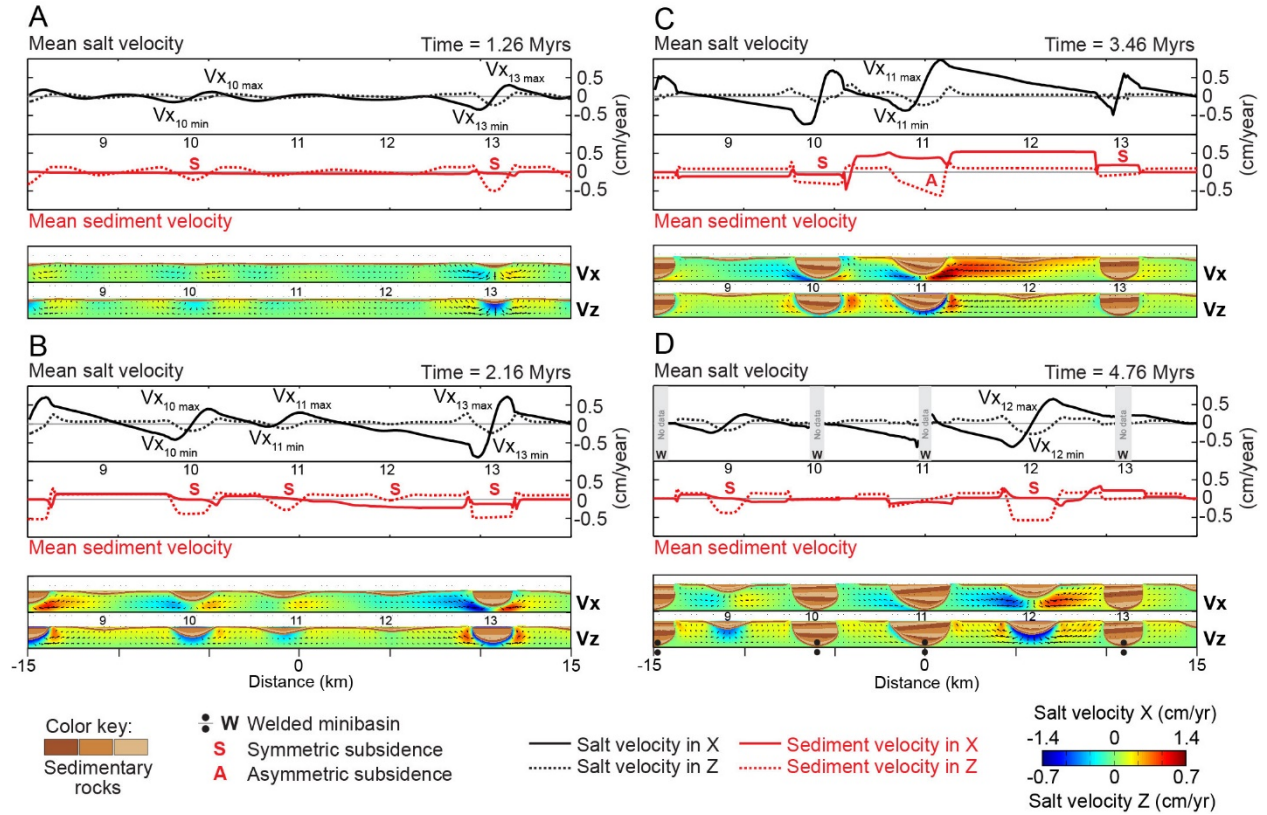 A
Mean salt velocity
Time = 1.26 Myrs
Vx10 max
Vx13 max
Vx10 min
Vx13 min
0.5
0
-0.5
(cm/year)
9 10 11 12 13
S S
0.5
0
-0.5
Mean sediment velocity
Vx
9 10 11 12 13
Vz
B
Mean salt velocity
Time = 2.16 Myrs
Vx10 max
Vx11 max
Vx13 max
Vx10 min
Vx11 min
Vx13 min
0.5
0
-0.5
(cm/year)
9 10 11 12 13
S S S S
0.5
0
-0.5
Mean sediment velocity
Vx
9 10 11 12 13
Vz
-15 0 15
Distance (km)
C
Mean salt velocity
Time = 3.46 Myrs
Vx11 max
Vx11 min
0.5
0
-0.5
(cm/year)
9 10 11 12 13
S A S
0.5
0
-0.5
Mean sediment velocity
Vx
9 10 11 12 13
Vz
D
Mean salt velocity
Time = 4.76 Myrs
No data No data No data
Vx12 max
Vx12 min
W W W W
0.5
0
-0.5
(cm/year)
9 10 11 12 13
S S
0.5
0
-0.5
Mean sediment velocity
Vx
9 10 11 12 13
Vz
-15 0 15
Distance (km)
Color key:
Sedimentary
rocks
W Welded minibasin
S Symmetric subsidence
A Asymmetric subsidence
Salt velocity in X
Salt velocity in Z
Sediment velocity in X
Sediment velocity in Z
Salt velocity X (cm/yr)
-1.4 0 1.4
-0.7 0 0.7
Salt velocity Z (cm/yr)